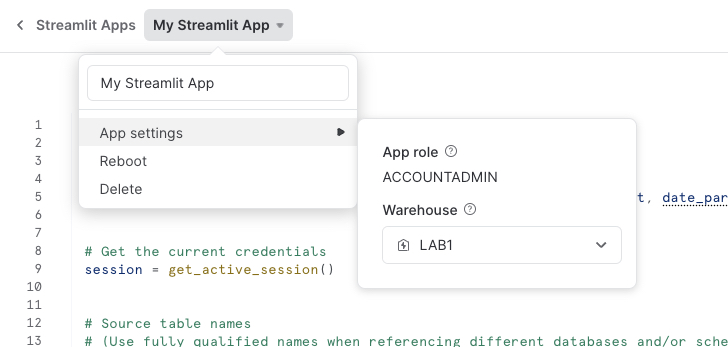 Streamlit Apps My Streamlit App
My Streamlit App
App settings
Reboot
Delete
App role
ACCOUNTADMIN
Warehouse
LAB1
1
2
3
4
5 t, date_par
6
7
8 # Get the current credentials
9 session = get_active_session()
10
11
12 # Source table names
13 # (Use fully qualified names when referencing different databases and/or sche